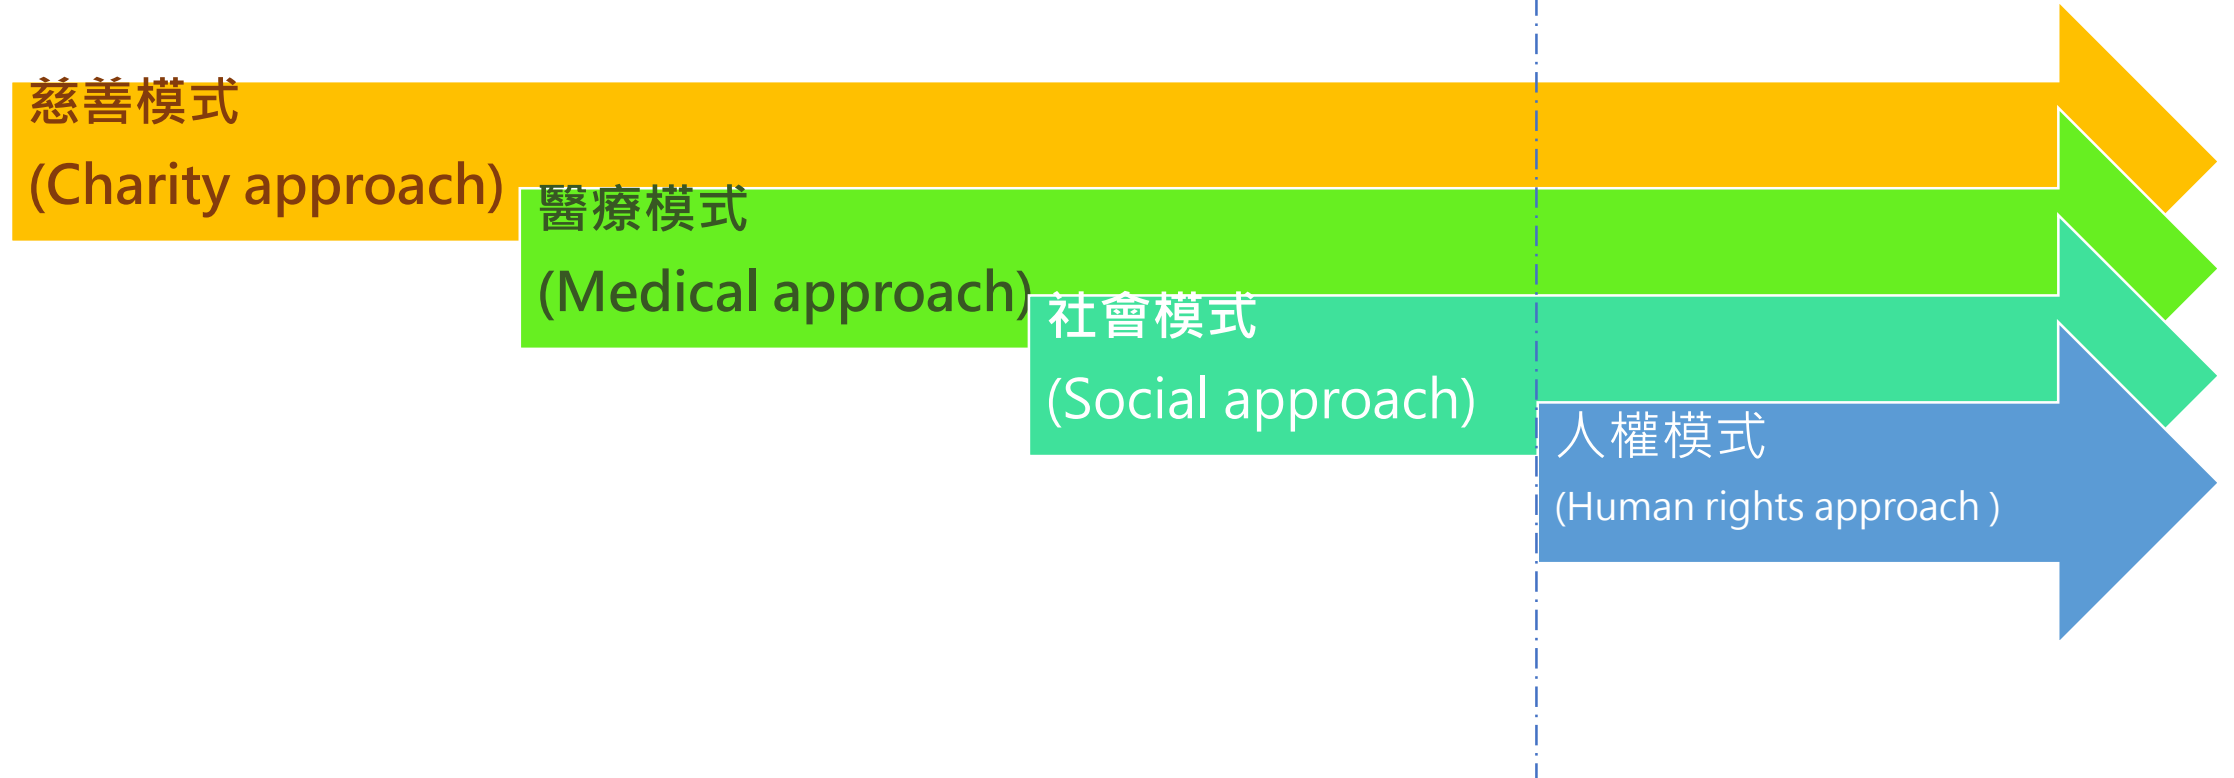 慈善模式
(Charity approach)
醫療模式
(Medical approach)
社會模式
(Social approach)
人權模式
(Human rights approach )